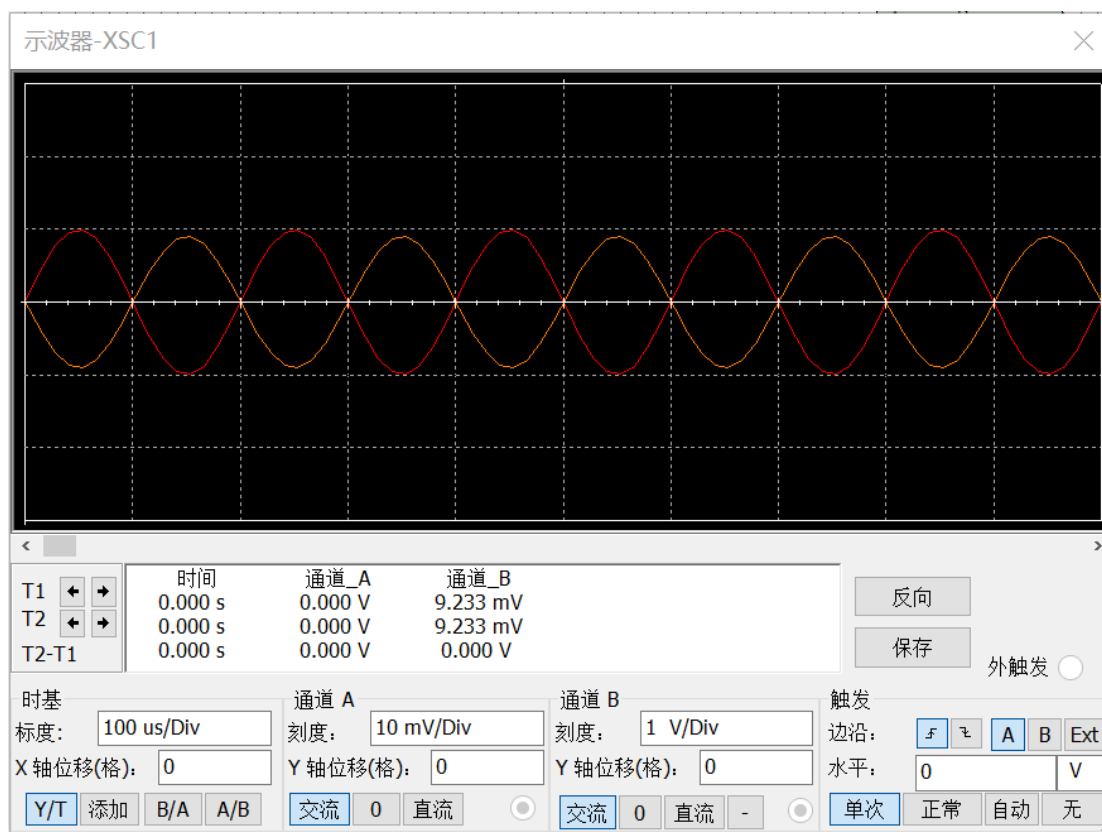 示波器-XSC1
时间 通道_A 通道_B
T1 0.000 s 0.000 V 9.233 mV
T2 0.000 s 0.000 V 9.233 mV
T2-T1 0.000 s 0.000 V 0.000 V
反向
保存
外触发
时基
标度: 100 us/Div
X 轴位移(格): 0
Y/T 添加 B/A A/B
通道 A
刻度: 10 mV/Div
Y 轴位移(格): 0
交流 0 直流
通道 B
刻度: 1 V/Div
Y 轴位移(格): 0
交流 0 直流 -
触发
边沿: A B Ext
水平: 0 V
单次 正常 自动 无